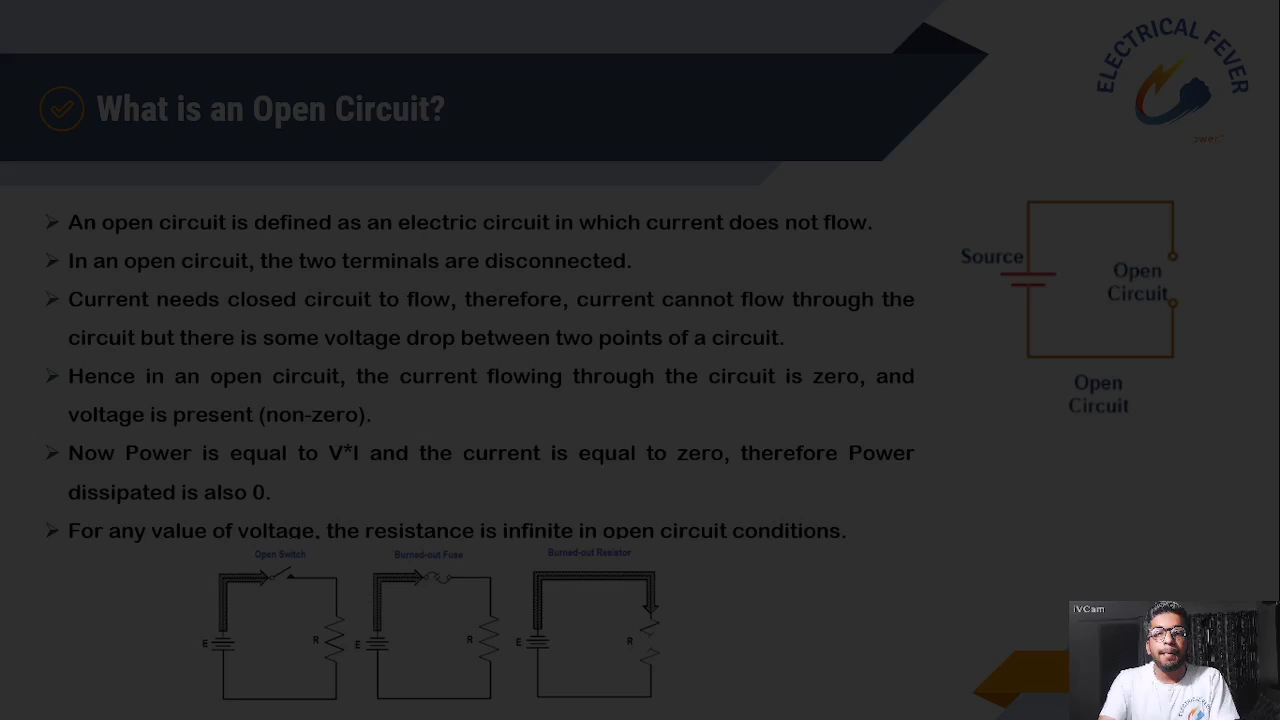 ELECTRICAL FEVER
What is an Open Circuit?
An open circuit is defined as an electric circuit in which current does not flow.
In an open circuit, the two terminals are disconnected.
Current needs closed circuit to flow, therefore, current cannot flow through the
circuit but there is some voltage drop between two points of a circuit.
Hence in an open circuit, the current flowing through the circuit is zero, and
voltage is present (non-zero).
Now Power is equal to V*I and the current is equal to zero, therefore Power
dissipated is also 0.
For any value of voltage, the resistance is infinite in open circuit conditions.
Source
Open
Circuit
Open
Circuit
Open Switch
E
R
Burned-out Fuse
E
R
Burned-out Resistor
E
R
iVCam